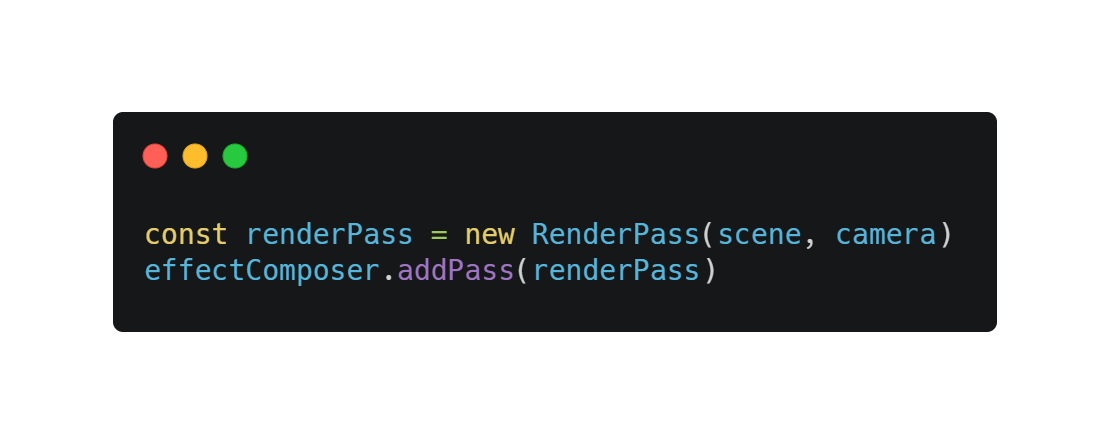 const renderPass = new RenderPass(scene, camera)
effectComposer.addPass(renderPass)